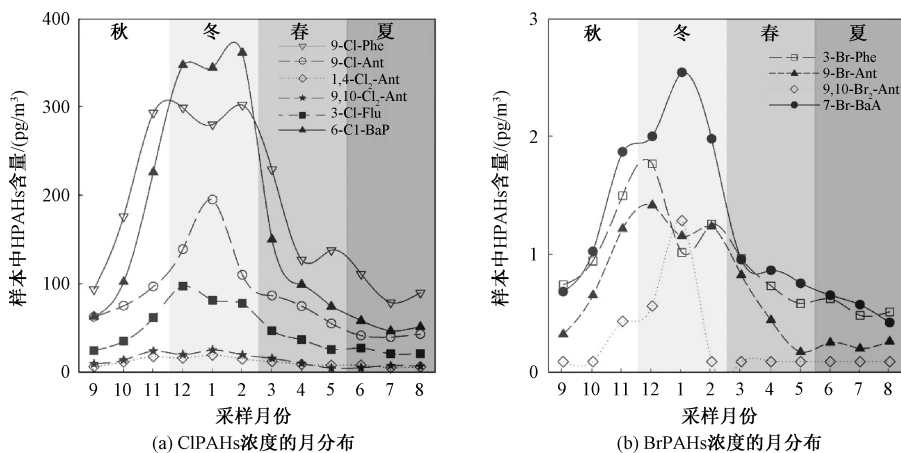 400
300
200
100
0
样本中HPAHs含量/(pg/m³)
秋 冬 春 夏
9-Cl-Phe
9-Cl-Ant
1,4-Cl₂-Ant
9,10-Cl₂-Ant
3-Cl-Flu
6-C1-BaP
9 10 11 12 1 2 3 4 5 6 7 8
采样月份
(a) ClPAHs浓度的月分布
3
2
1
0
样本中HPAHs含量/(pg/m³)
秋 冬 春 夏
3-Br-Phe
9-Br-Ant
9,10-Br₂-Ant
7-Br-BaA
9 10 11 12 1 2 3 4 5 6 7 8
采样月份
(b) BrPAHs浓度的月分布